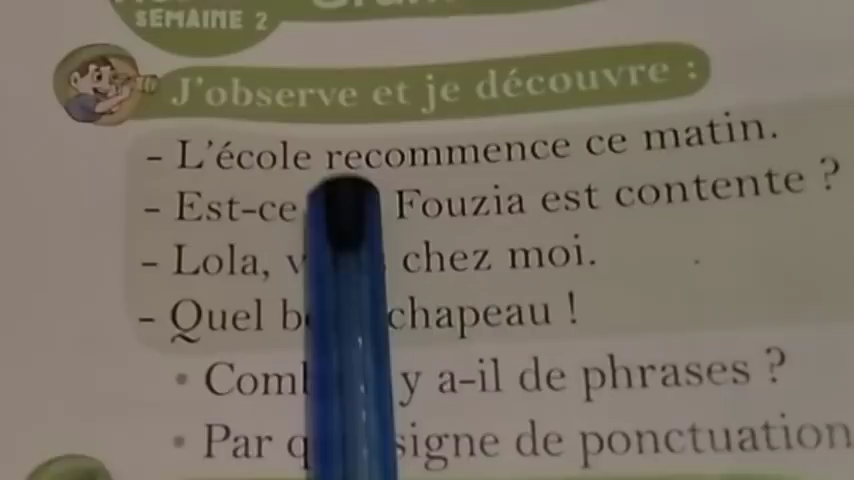 SEMAINE 2
J'observe et je découvre :
- L'école recommence ce matin.
- Est-ce Fouzia est contente ?
- Lola, chez moi.
- Quel chapeau !
• y a-il de phrases ?
• Par signe de ponctuation